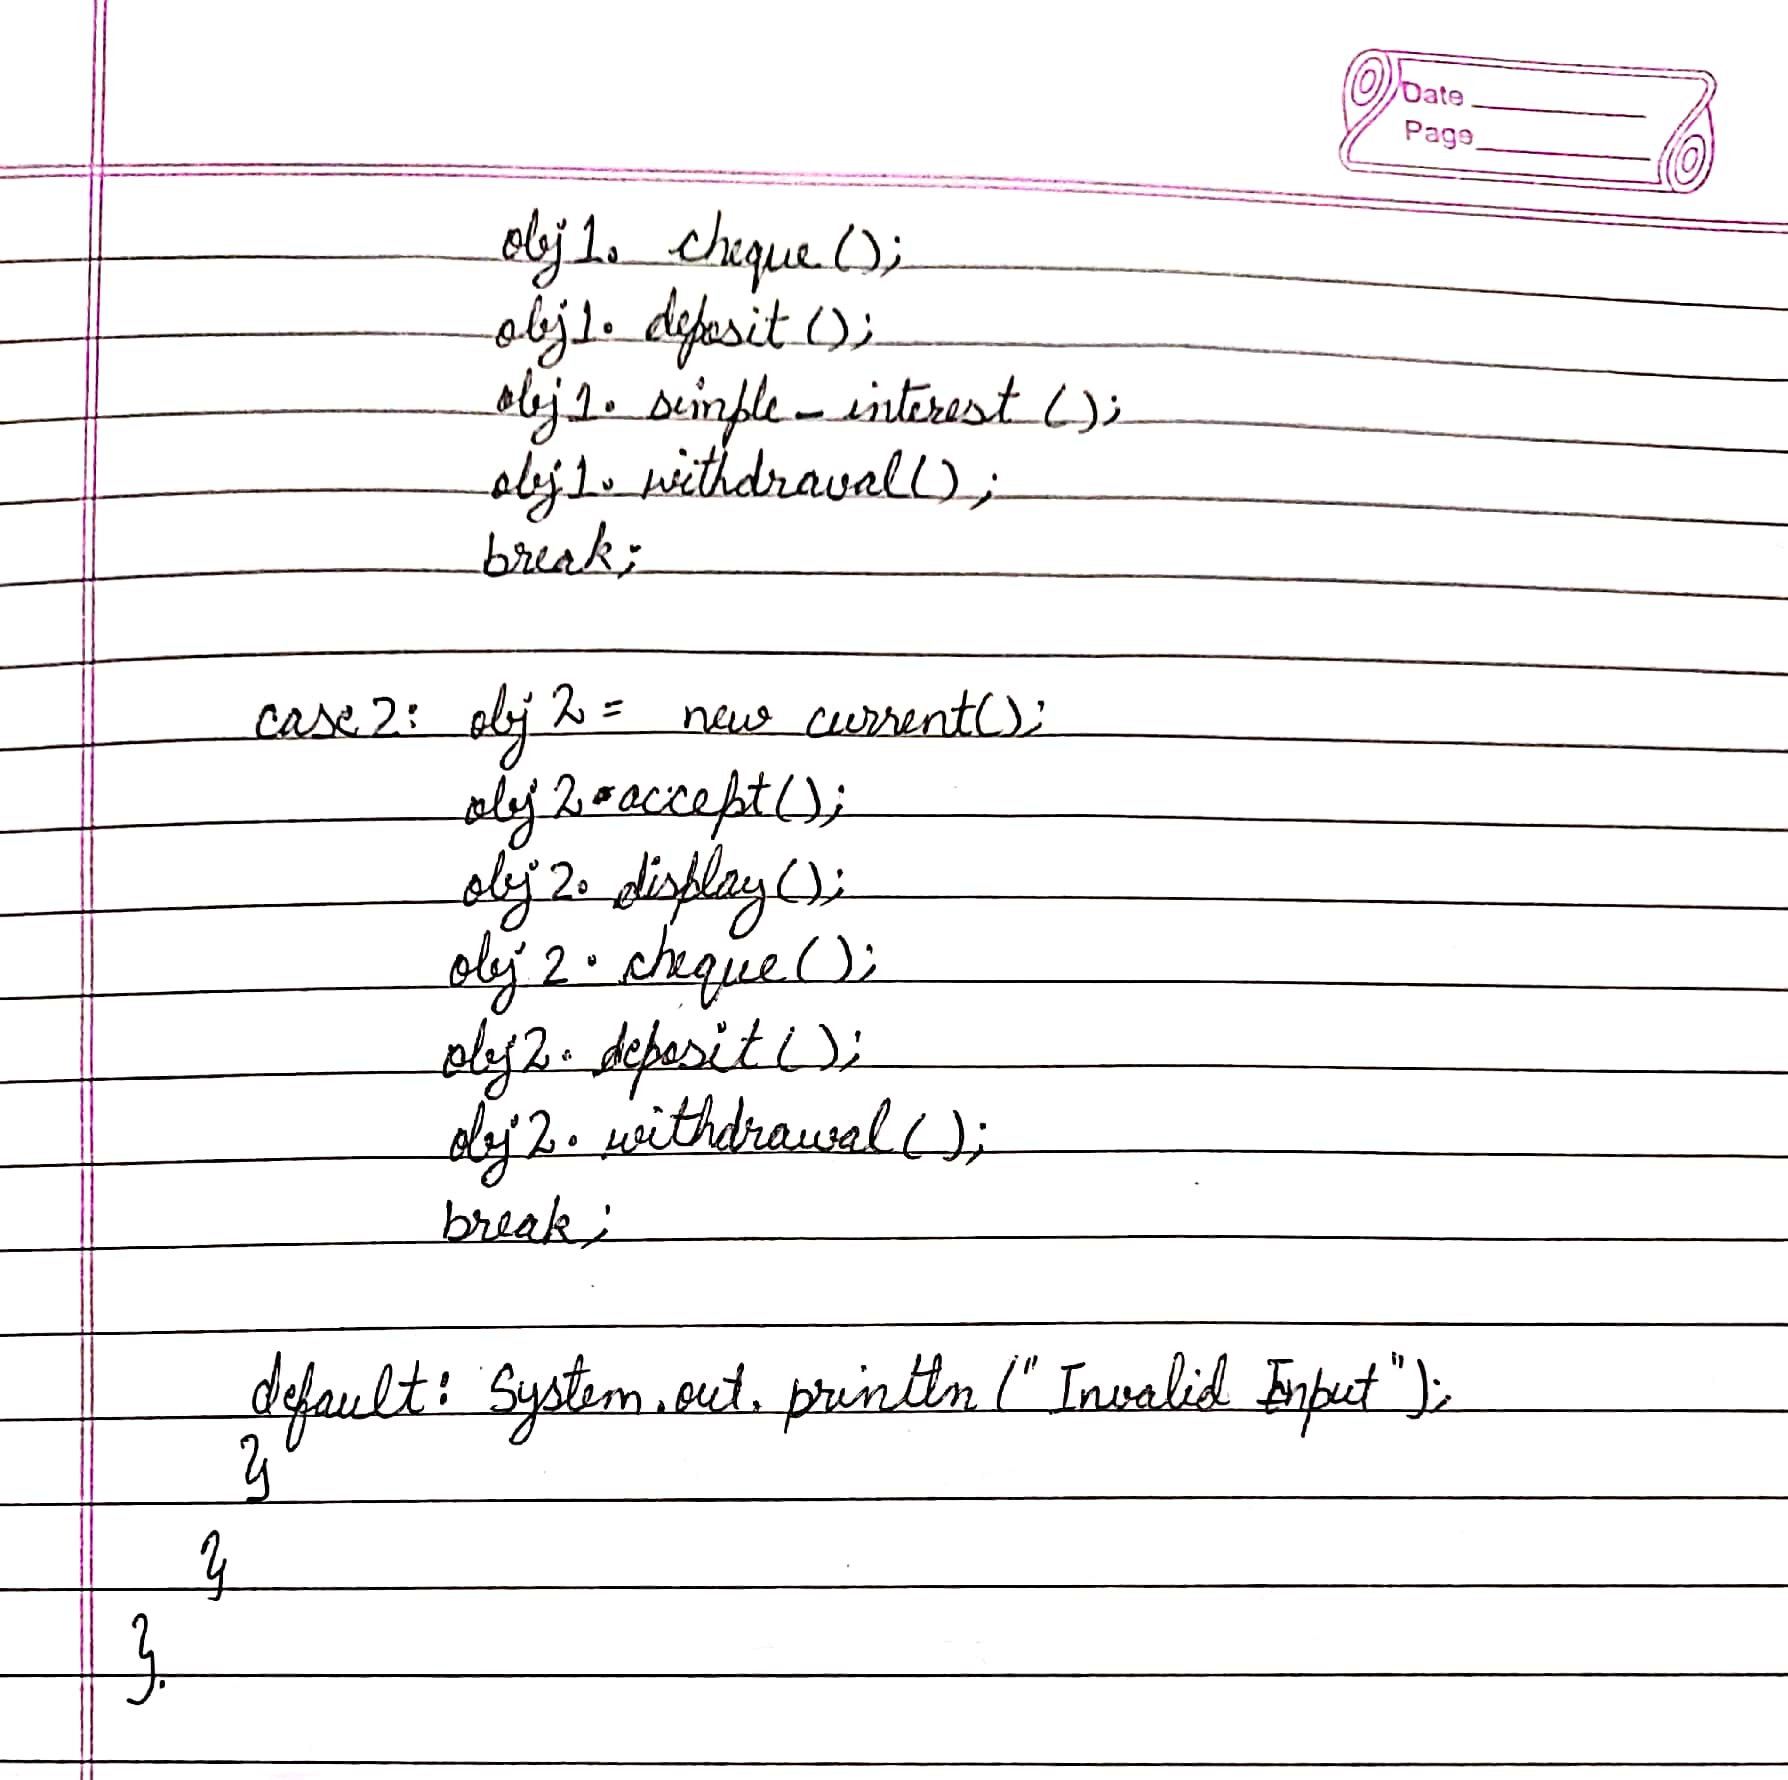 Date
Page
obj1. cheque();
obj1. deposit();
obj1. simple_interest();
obj1. withdraval();
break;
case 2: obj2 = new current();
obj2.accept();
obj2. display();
obj2. cheque();
obj2. deposit();
obj2. withdrawal();
break;
default: System.out.println("Invalid Input");
}
}
}.